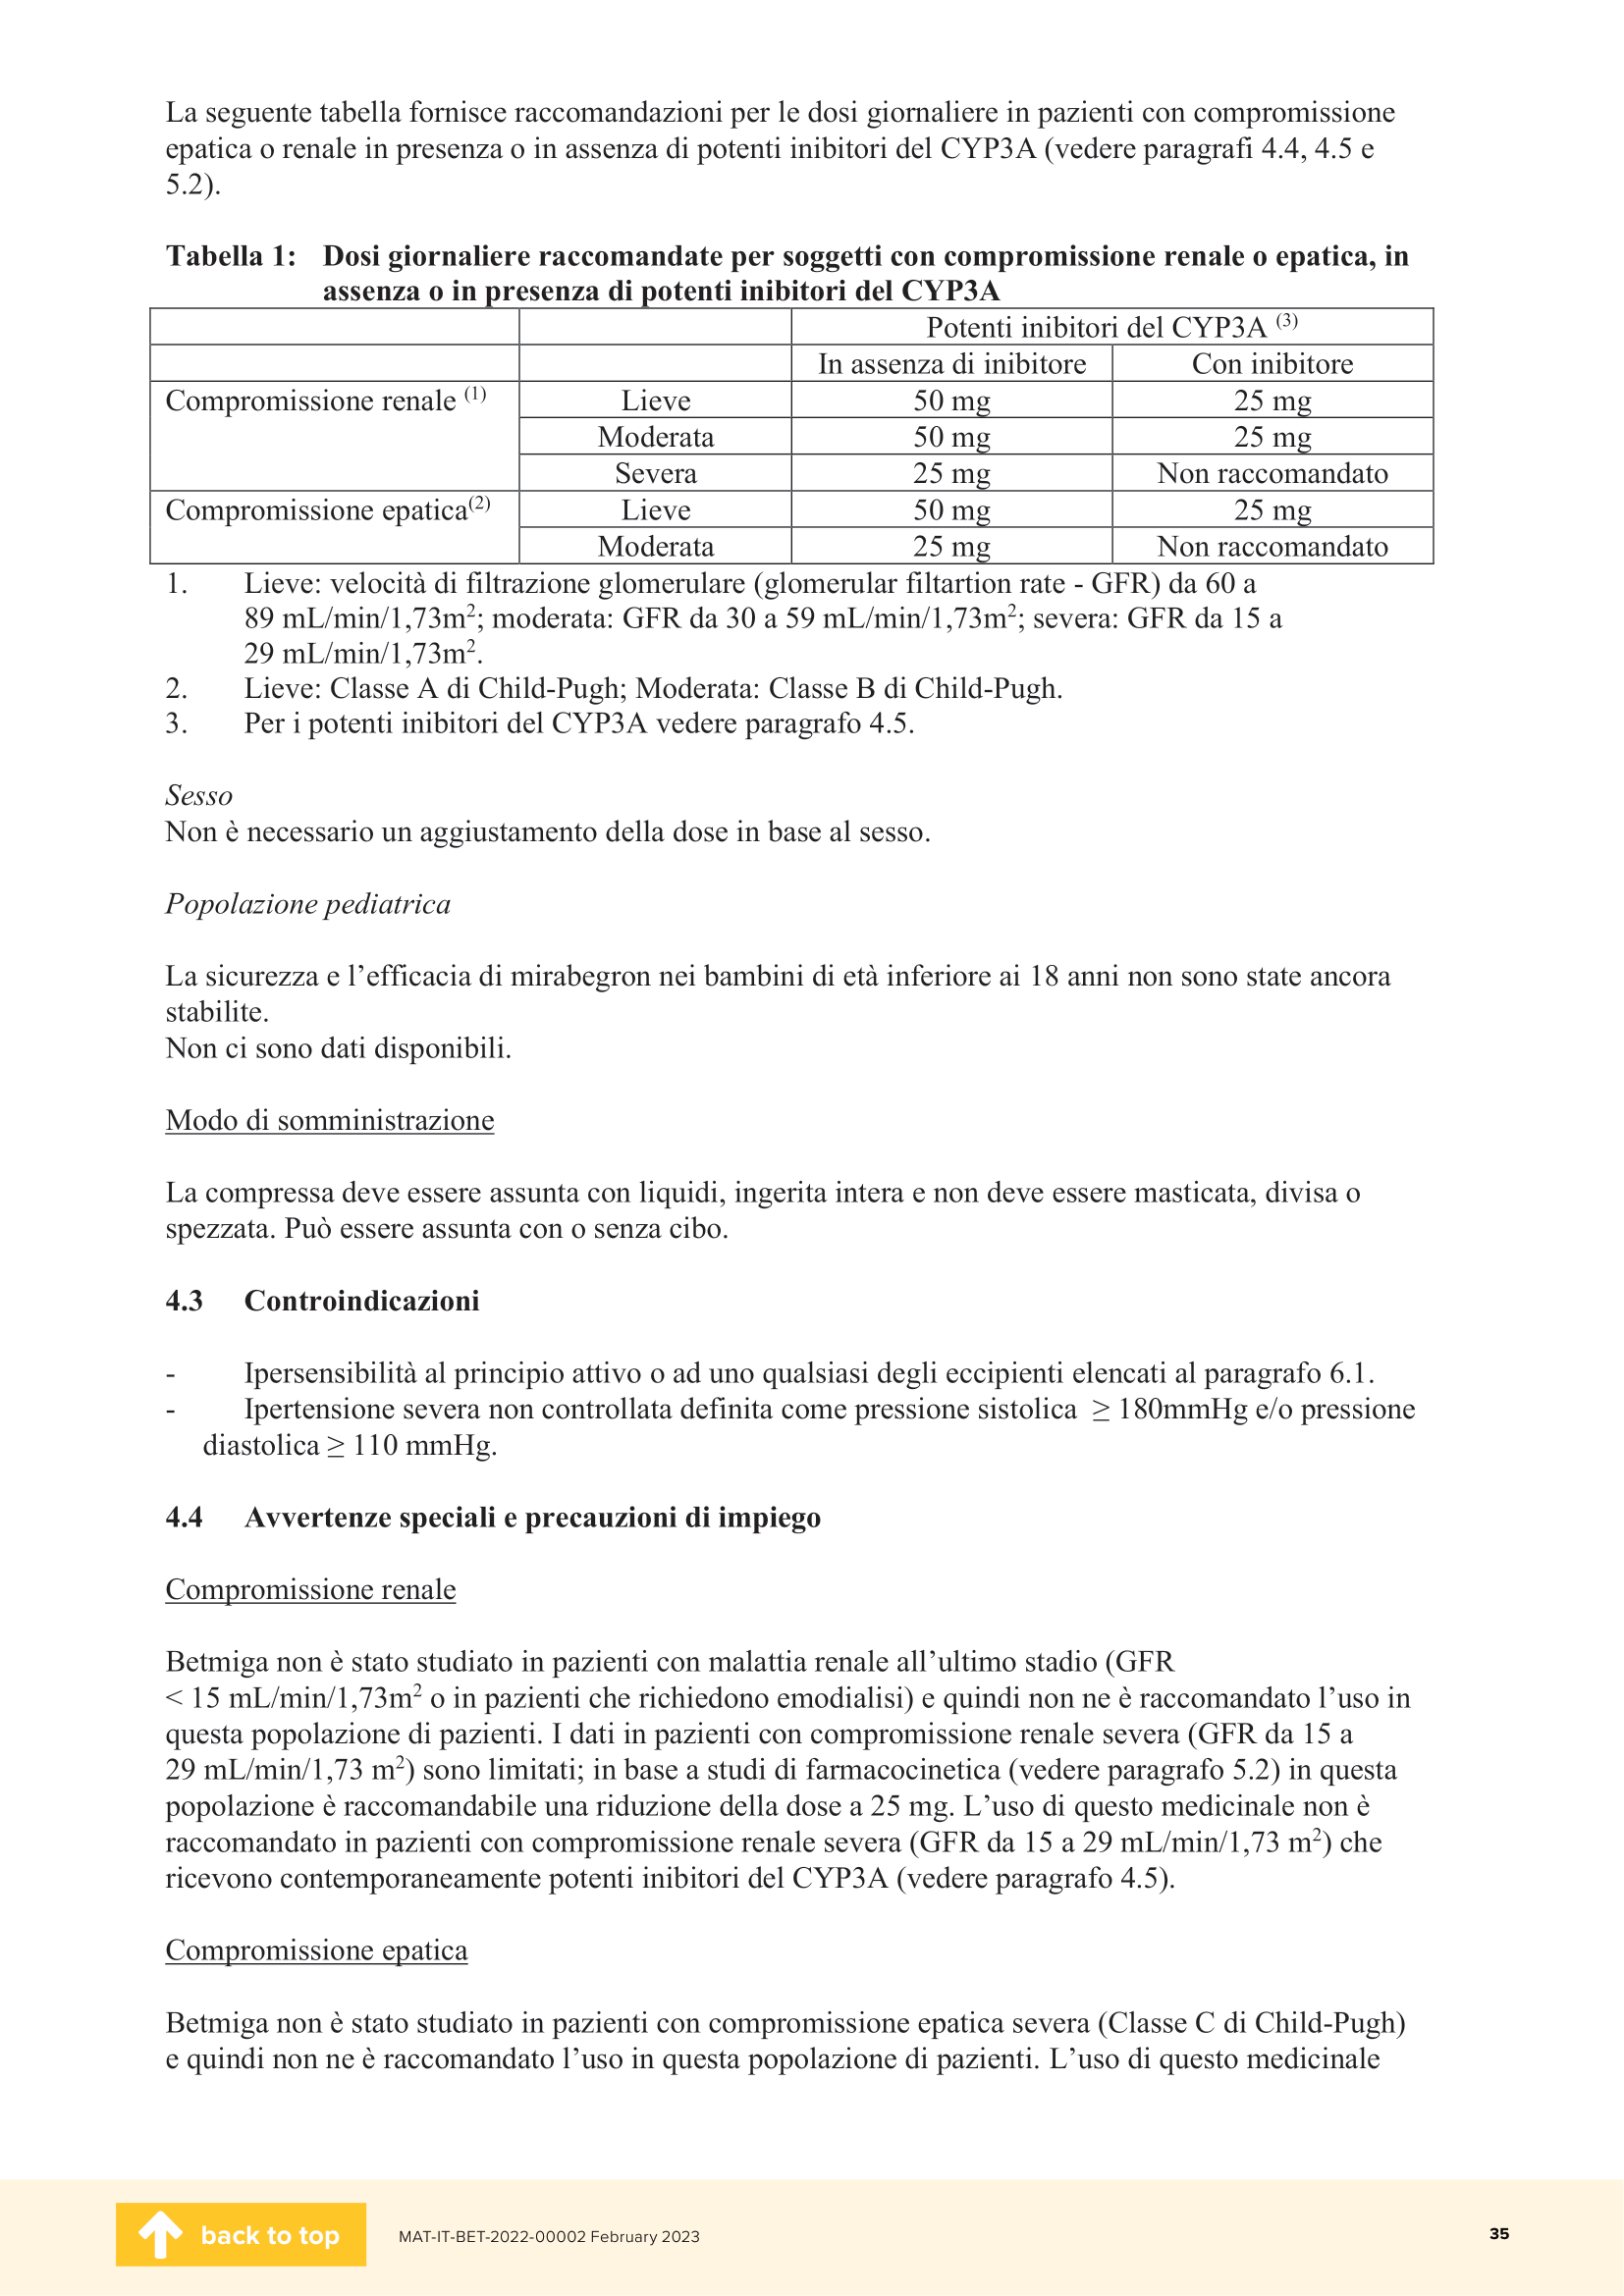 La seguente tabella fornisce raccomandazioni per le dosi giornaliere in pazienti con compromissione
epatica o renale in presenza o in assenza di potenti inibitori del CYP3A (vedere paragrafi 4.4, 4.5 e
5.2).
Tabella 1: Dosi giornaliere raccomandate per soggetti con compromissione renale o epatica, in
assenza o in presenza di potenti inibitori del CYP3A
Potenti inibitori del CYP3A (3)
In assenza di inibitore Con inibitore
Compromissione renale (1) Lieve 50 mg 25 mg
Moderata 50 mg 25 mg
Severa 25 mg Non raccomandato
Compromissione epatica(2) Lieve 50 mg 25 mg
Moderata 25 mg Non raccomandato
1. Lieve: velocità di filtrazione glomerulare (glomerular filtartion rate - GFR) da 60 a
89 mL/min/1,73m2; moderata: GFR da 30 a 59 mL/min/1,73m2; severa: GFR da 15 a
29 mL/min/1,73m2.
2. Lieve: Classe A di Child-Pugh; Moderata: Classe B di Child-Pugh.
3. Per i potenti inibitori del CYP3A vedere paragrafo 4.5.
Sesso
Non è necessario un aggiustamento della dose in base al sesso.
Popolazione pediatrica
La sicurezza e l’efficacia di mirabegron nei bambini di età inferiore ai 18 anni non sono state ancora
stabilite.
Non ci sono dati disponibili.
Modo di somministrazione
La compressa deve essere assunta con liquidi, ingerita intera e non deve essere masticata, divisa o
spezzata. Può essere assunta con o senza cibo.
4.3 Controindicazioni
- Ipersensibilità al principio attivo o ad uno qualsiasi degli eccipienti elencati al paragrafo 6.1.
- Ipertensione severa non controllata definita come pressione sistolica ≥ 180mmHg e/o pressione
diastolica ≥ 110 mmHg.
4.4 Avvertenze speciali e precauzioni di impiego
Compromissione renale
Betmiga non è stato studiato in pazienti con malattia renale all’ultimo stadio (GFR
< 15 mL/min/1,73m2 o in pazienti che richiedono emodialisi) e quindi non ne è raccomandato l’uso in
questa popolazione di pazienti. I dati in pazienti con compromissione renale severa (GFR da 15 a
29 mL/min/1,73 m2) sono limitati; in base a studi di farmacocinetica (vedere paragrafo 5.2) in questa
popolazione è raccomandabile una riduzione della dose a 25 mg. L’uso di questo medicinale non è
raccomandato in pazienti con compromissione renale severa (GFR da 15 a 29 mL/min/1,73 m2) che
ricevono contemporaneamente potenti inibitori del CYP3A (vedere paragrafo 4.5).
Compromissione epatica
Betmiga non è stato studiato in pazienti con compromissione epatica severa (Classe C di Child-Pugh)
e quindi non ne è raccomandato l’uso in questa popolazione di pazienti. L’uso di questo medicinale
back to top MAT-IT-BET-2022-00002 February 2023 35